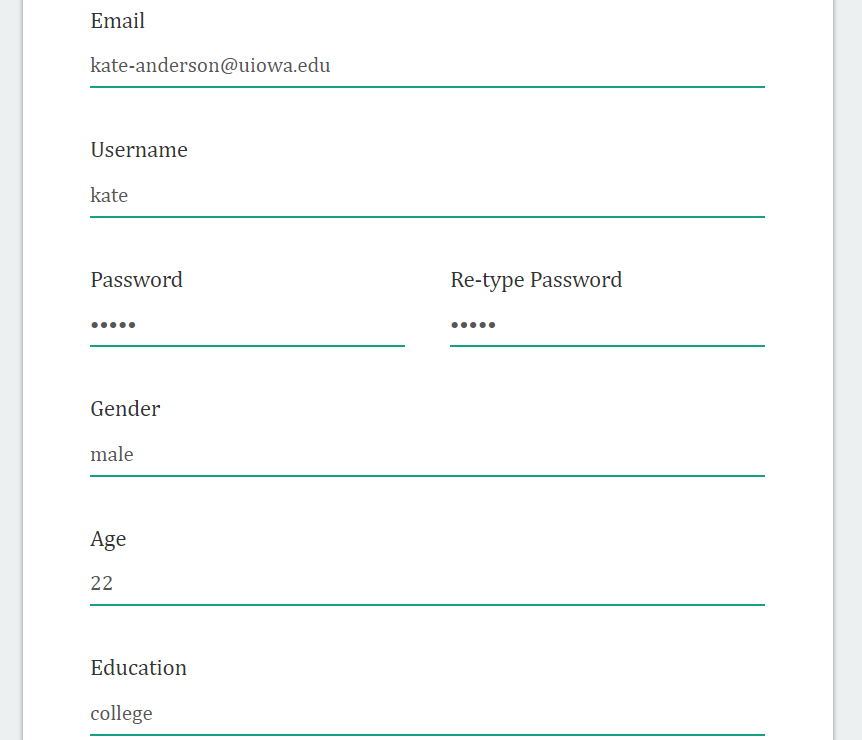 Email
kate-anderson@uiowa.edu
Username
kate
Password Re-type Password
••••• •••••
Gender
male
Age
22
Education
college